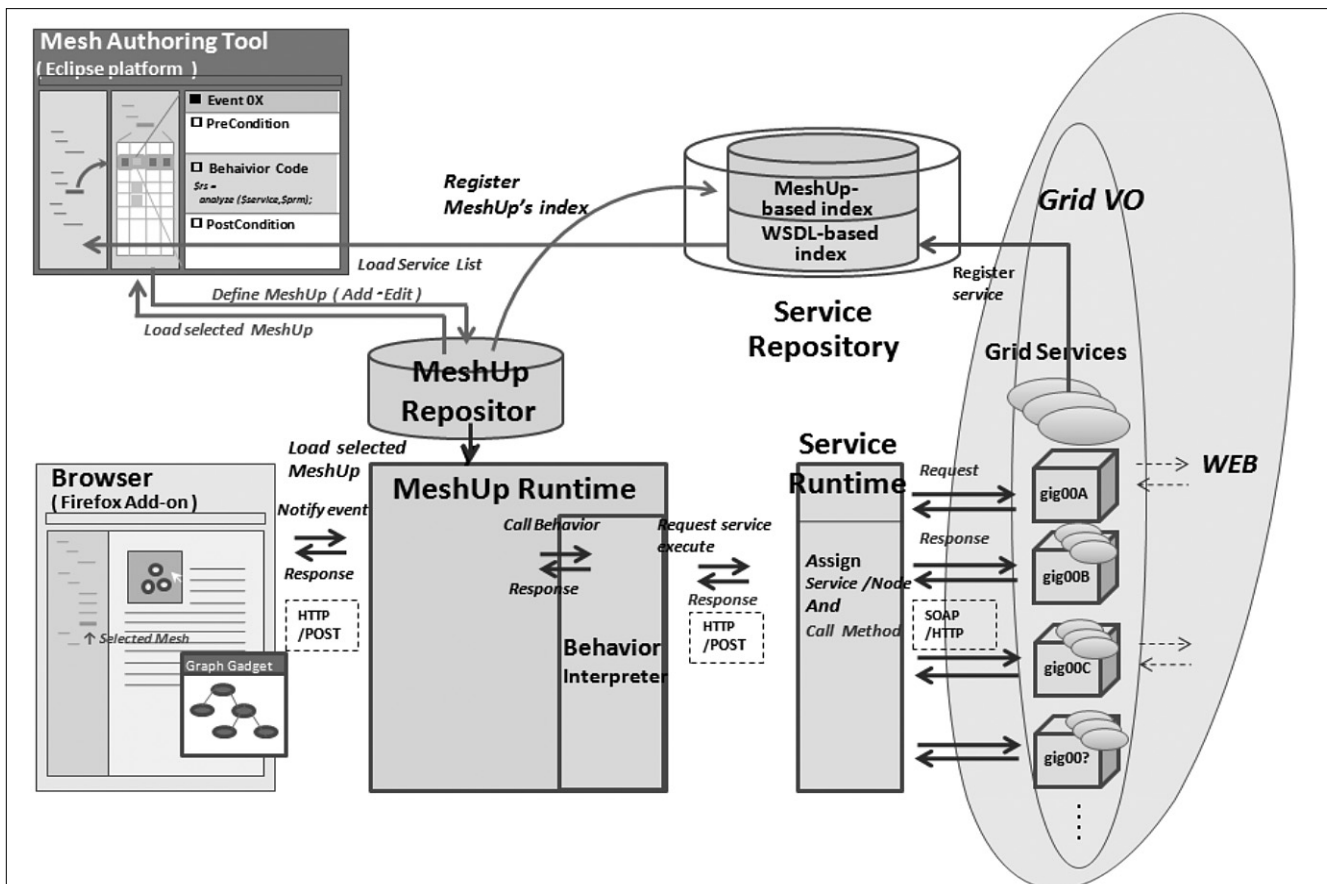 Mesh Authoring Tool
( Eclipse platform )
Event 0X
PreCondition
Behaivior Code
$rs =
analyze ($service,$prm);
PostCondition
Register
MeshUp's index
MeshUp-
based index
WSDL-based
index
Grid VO
Load Service List
Register
service
Define MeshUp ( Add -Edit )
Load selected MeshUp
Service
Repository
Grid Services
MeshUp
Repositor
Load selected
MeshUp
Browser
( Firefox Add-on )
Notify event
Response
HTTP
/POST
↑ Selected Mesh
Graph Gadget
MeshUp Runtime
Call Behavior
Response
Behavior
Interpreter
Request service
execute
Response
HTTP
/POST
Service
Runtime
Assign
Service /Node
And
Call Method
Request
Response
SOAP
/HTTP
gig00A
gig00B
gig00C
gig00?
WEB